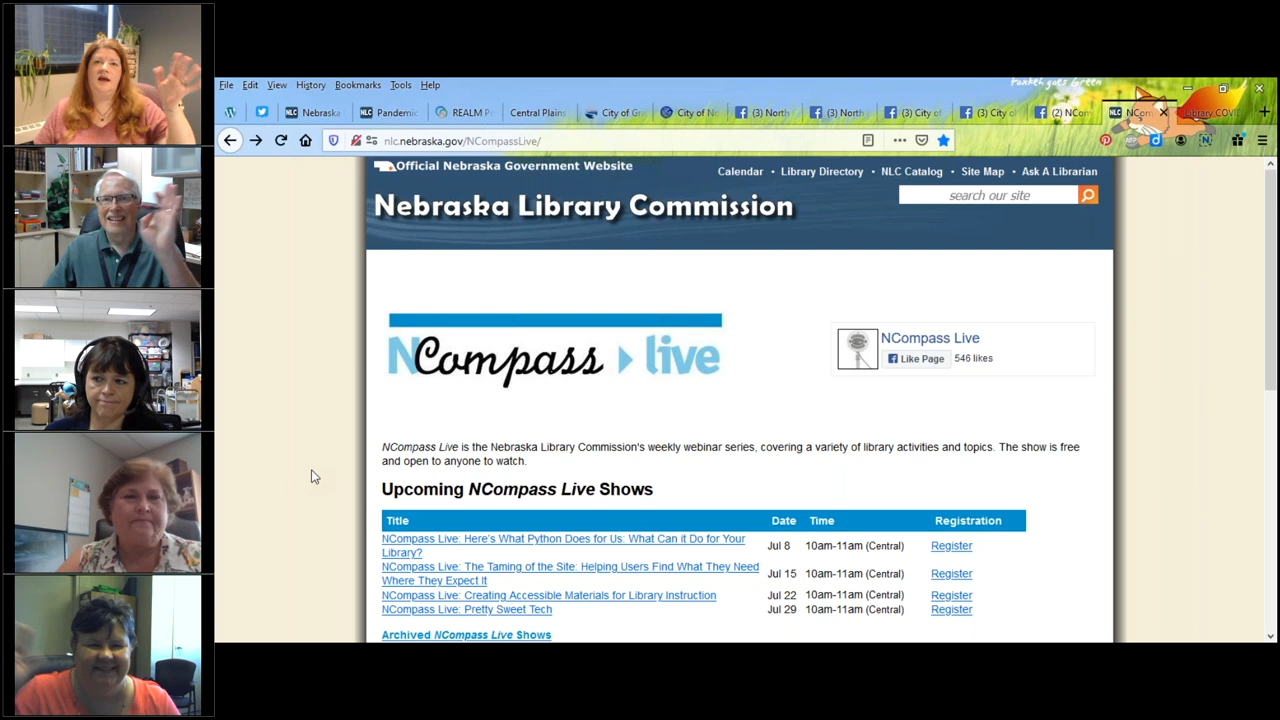 Foxkeh goes Green
File Edit View History Bookmarks Tools Help
Nebraska
Pandemic
REALM P
Central Plains
City of G
City of No
(3) North
(3) North
(3) City of
(3) City o
(2) NCom
NCom
Library COVI
nlc.nebraska.gov/NCompassLive/
Official Nebraska Government Website
Calendar • Library Directory • NLC Catalog • Site Map • Ask A Librarian
Nebraska Library Commission
search our site
NCompass live
NCompass Live
Like Page 546 likes
NCompass Live is the Nebraska Library Commission's weekly webinar series, covering a variety of library activities and topics. The show is free
and open to anyone to watch.
Upcoming NCompass Live Shows
Title Date Time Registration
NCompass Live: Here's What Python Does for Us: What Can it Do for Your
Library? Jul 8 10am-11am (Central) Register
NCompass Live: The Taming of the Site: Helping Users Find What They Need
Where They Expect It Jul 15 10am-11am (Central) Register
NCompass Live: Creating Accessible Materials for Library Instruction Jul 22 10am-11am (Central) Register
NCompass Live: Pretty Sweet Tech Jul 29 10am-11am (Central) Register
Archived NCompass Live Shows